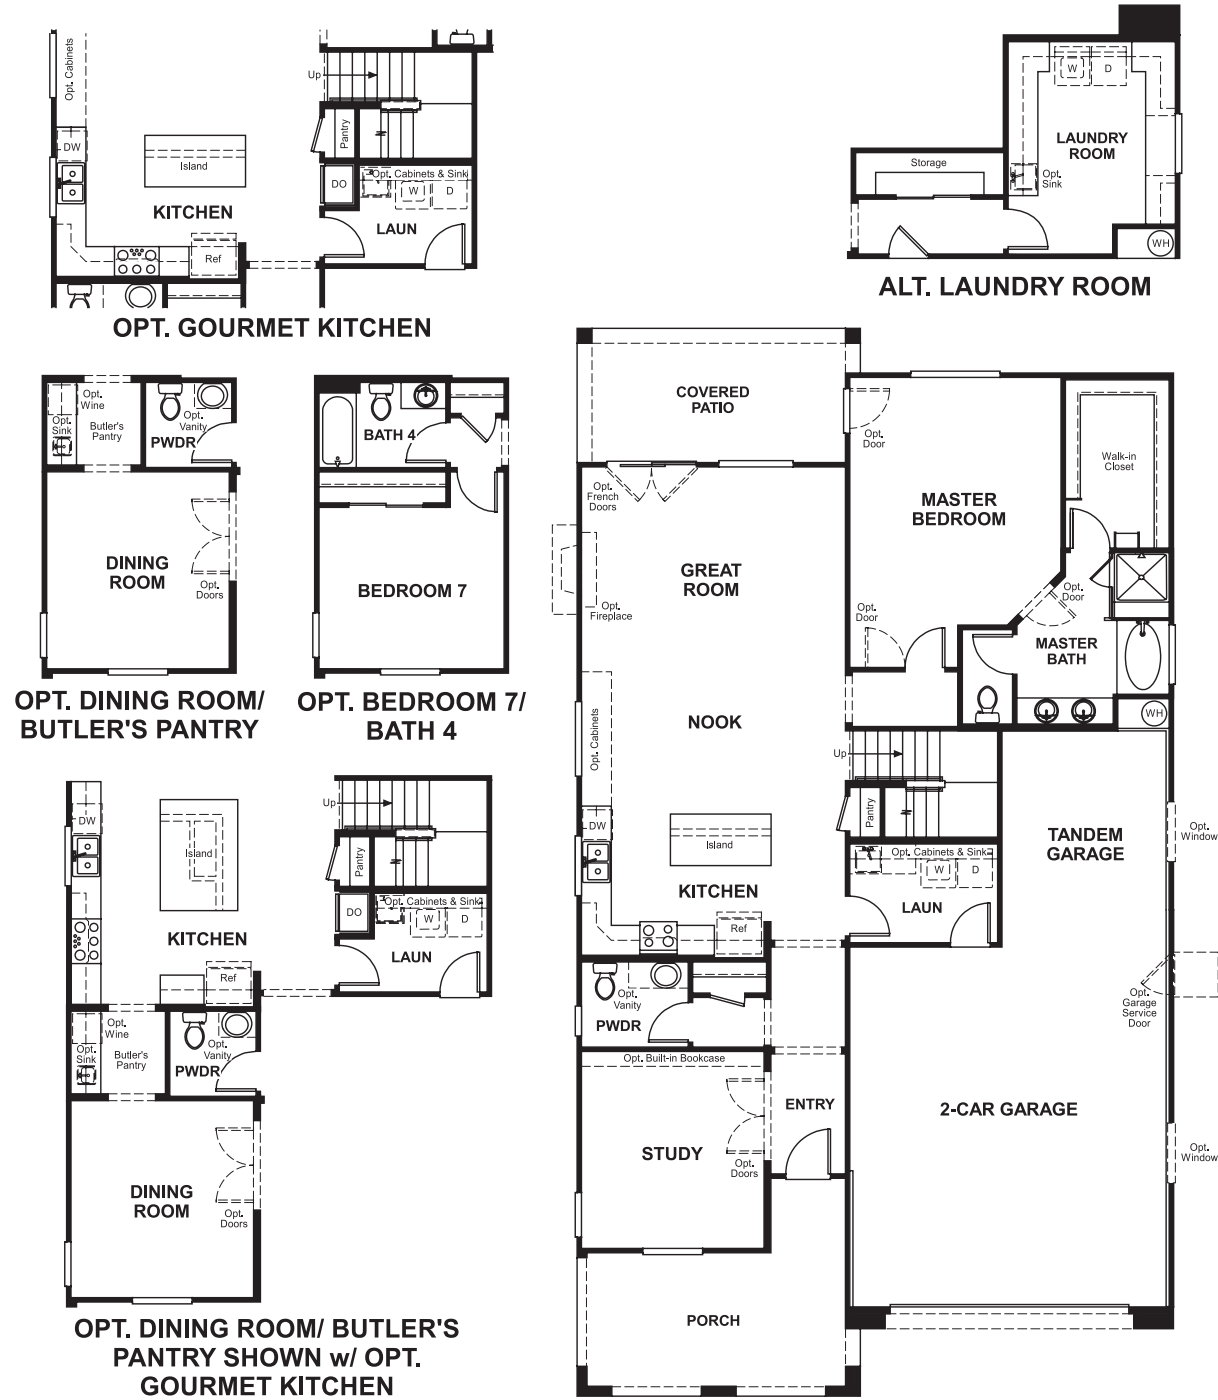 Opt. Cabinets
DW
Island
KITCHEN
Ref
Up
Pantry
DO
Opt. Cabinets & Sink
W
D
LAUN
OPT. GOURMET KITCHEN
W
D
LAUNDRY
ROOM
Storage
Opt.
Sink
WH
ALT. LAUNDRY ROOM
Opt.
Wine
Opt.
Sink
Butler's
Pantry
Opt.
Vanity
PWDR
DINING
ROOM
Opt.
Doors
OPT. DINING ROOM/
BUTLER'S PANTRY
BATH 4
BEDROOM 7
OPT. BEDROOM 7/
BATH 4
DW
Island
KITCHEN
Ref
Up
Pantry
DO
Opt. Cabinets & Sink
W
D
LAUN
Opt.
Wine
Opt.
Sink
Butler's
Pantry
Opt.
Vanity
PWDR
DINING
ROOM
Opt.
Doors
OPT. DINING ROOM/ BUTLER'S
PANTRY SHOWN w/ OPT.
GOURMET KITCHEN
COVERED
PATIO
Opt.
Door
Opt.
French
Doors
MASTER
BEDROOM
Walk-in
Closet
GREAT
ROOM
Opt.
Fireplace
Opt.
Door
Opt.
Door
MASTER
BATH
NOOK
Opt. Cabinets
WH
Up
Pantry
DW
Island
KITCHEN
Ref
Opt. Cabinets & Sink
W
D
LAUN
TANDEM
GARAGE
Opt.
Window
Opt.
Vanity
PWDR
Opt.
Garage
Service
Door
Opt. Built-in Bookcase
STUDY
Opt.
Doors
ENTRY
2-CAR GARAGE
Opt.
Window
PORCH